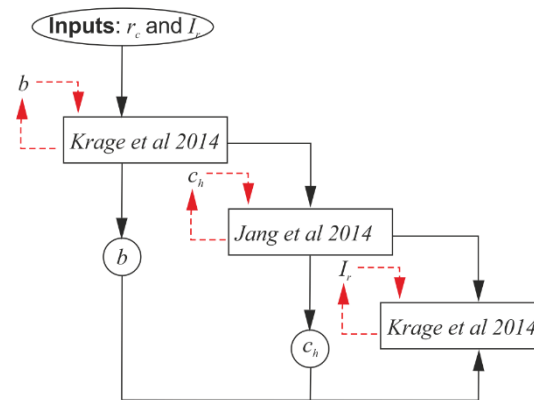 Inputs: r_c and I_r
b
Krage et al 2014
c_h
Jang et al 2014
b
I_r
Krage et al 2014
c_h